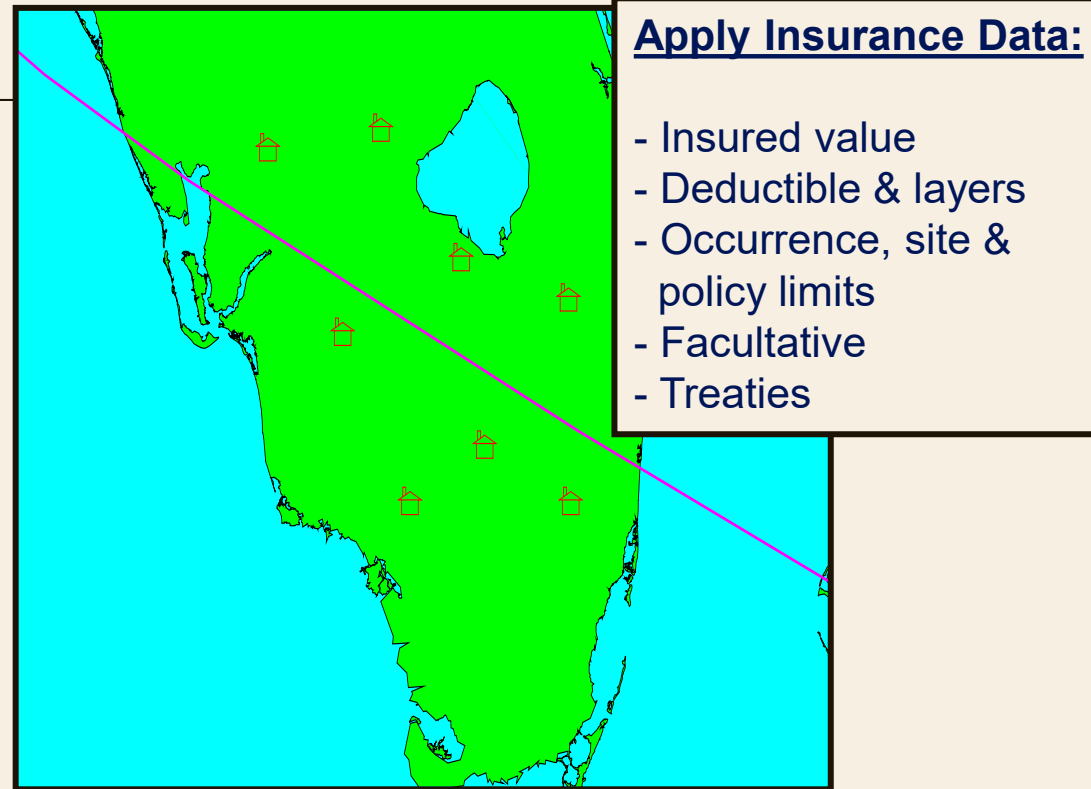 Apply Insurance Data:
- Insured value
- Deductible & layers
- Occurrence, site &
policy limits
- Facultative
- Treaties